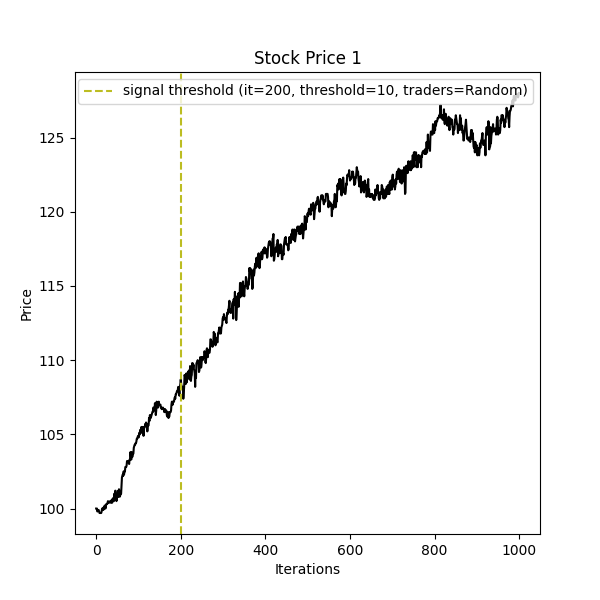 Stock Price 1
signal threshold (it=200, threshold=10, traders=Random)
125
120
115
110
105
100
Price
0 200 400 600 800 1000
Iterations